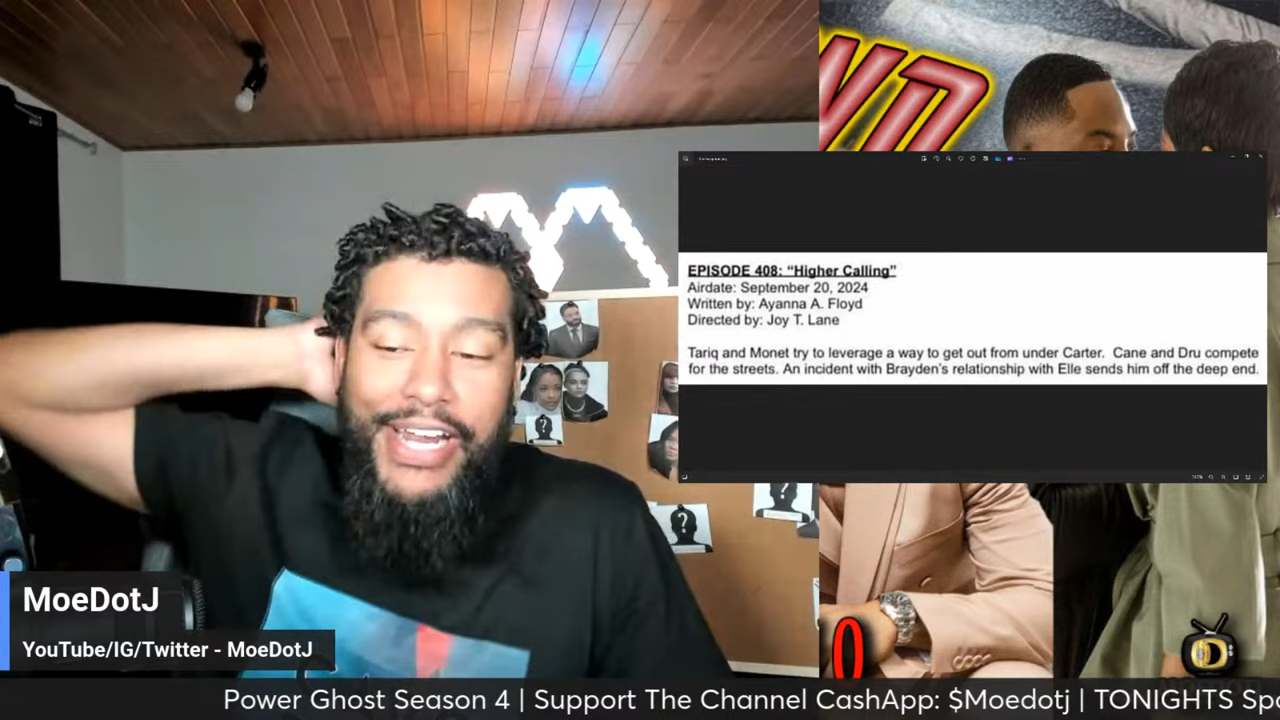 EPISODE 408: “Higher Calling”
Airdate: September 20, 2024
Written by: Ayanna A. Floyd
Directed by: Joy T. Lane
Tariq and Monet try to leverage a way to get out from under Carter. Cane and Dru compete
for the streets. An incident with Brayden’s relationship with Elle sends him off the deep end.
?
?
?
0
MoeDotJ
YouTube/IG/Twitter - MoeDotJ
Power Ghost Season 4 | Support The Channel CashApp: $Moedotj | TONIGHTS Spo